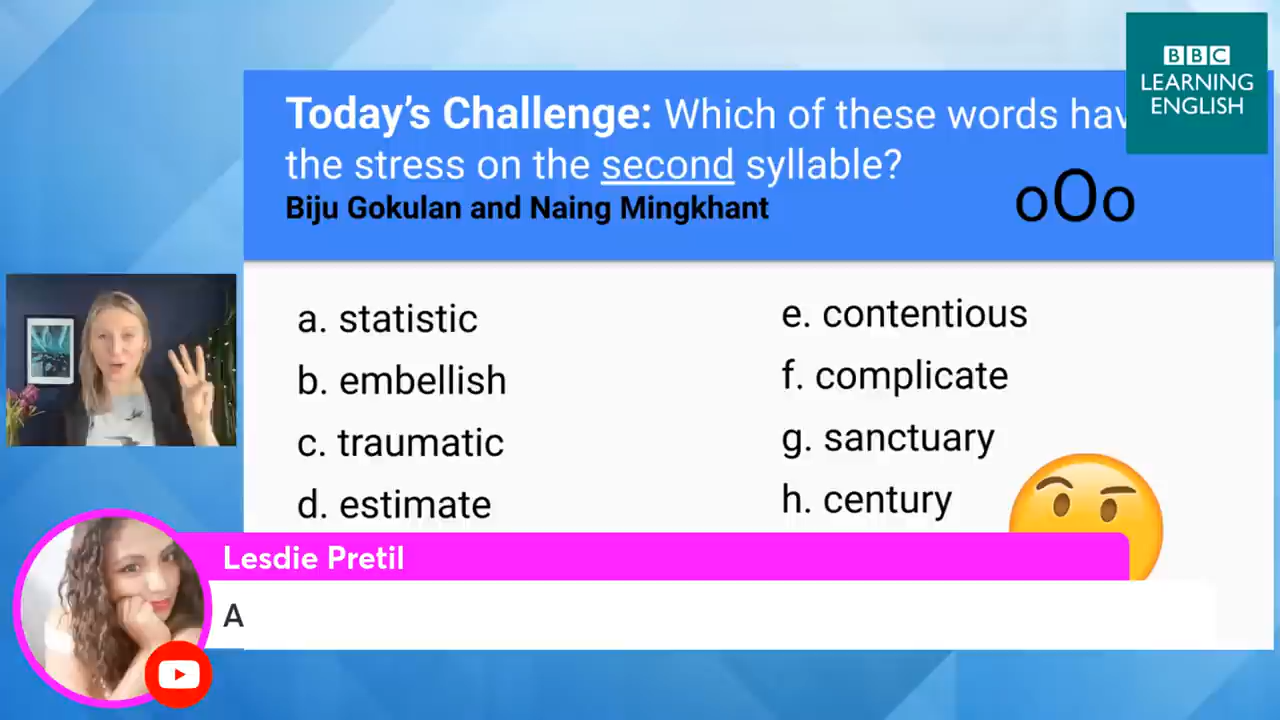 Today's Challenge: Which of these words hav
the stress on the second syllable?
Biju Gokulan and Naing Mingkhant
oOo
BBC
LEARNING
ENGLISH
a. statistic
b. embellish
c. traumatic
d. estimate
e. contentious
f. complicate
g. sanctuary
h. century
Lesdie Pretil
A